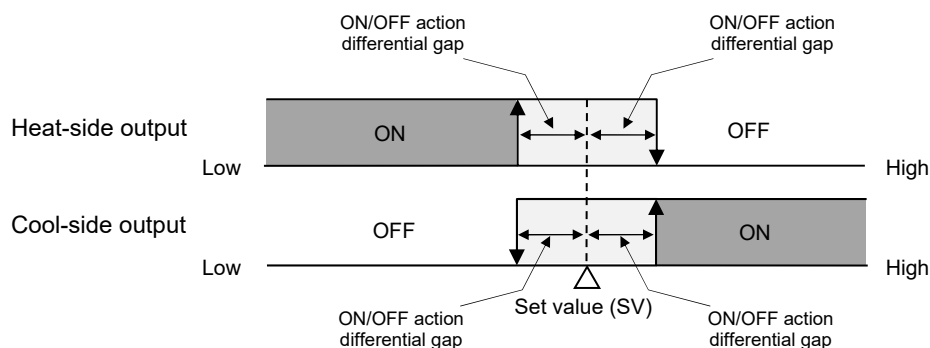 ON/OFF action
differential gap
ON/OFF action
differential gap
Heat-side output
ON
OFF
Low
High
Cool-side output
OFF
ON
Low
High
Set value (SV)
ON/OFF action
differential gap
ON/OFF action
differential gap